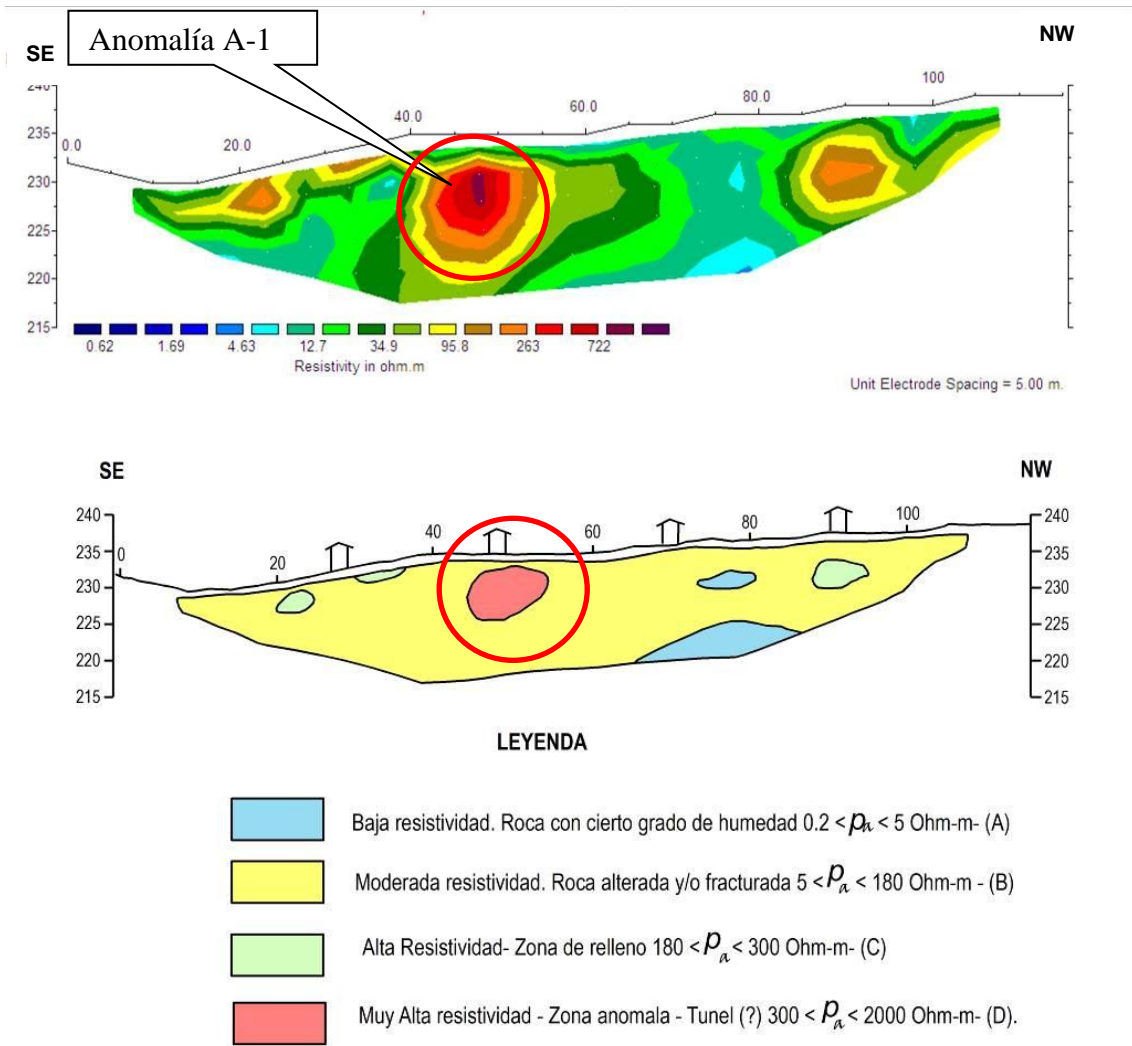 Anomalía A-1
SE
NW
240
235
230
225
220
215
0.0
20.0
40.0
60.0
80.0
100
0.62 1.69 4.63 12.7 34.9 95.8 263 722
Resistivity in ohm.m
Unit Electrode Spacing = 5.00 m.
SE
NW
240
235
230
225
220
215
0
20
40
60
80
100
240
235
230
225
220
215
LEYENDA
Baja resistividad. Roca con cierto grado de humedad 0.2 < ρa < 5 Ohm-m- (A)
Moderada resistividad. Roca alterada y/o fracturada 5 < ρa < 180 Ohm-m - (B)
Alta Resistividad- Zona de relleno 180 < ρa < 300 Ohm-m- (C)
Muy Alta resistividad - Zona anomala - Tunel (?) 300 < ρa < 2000 Ohm-m- (D).